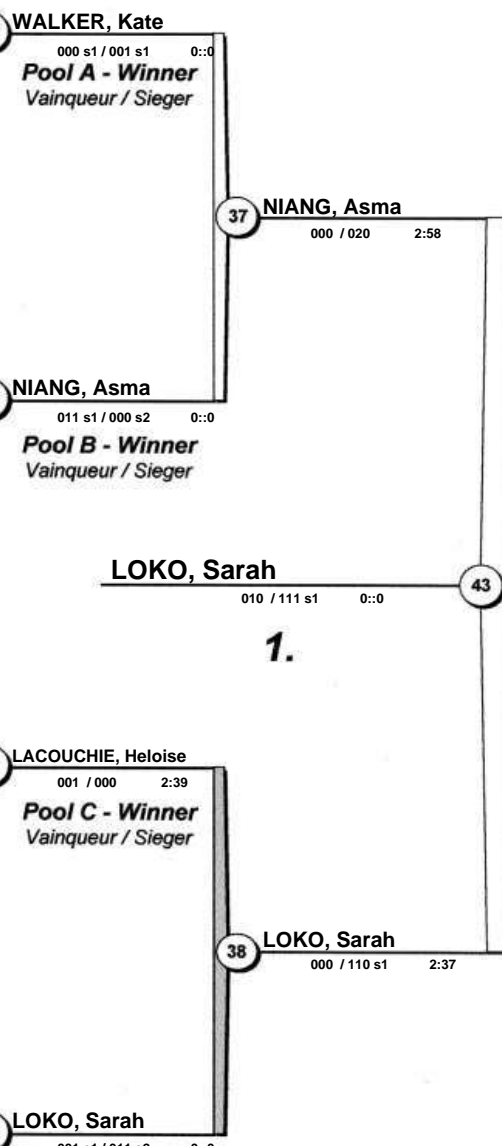 WALKER, Kate
000 s1 / 001 s1 0::0
Pool A - Winner
Vainqueur / Sieger
37
NIANG, Asma
000 / 020 2:58
NIANG, Asma
011 s1 / 000 s2 0::0
Pool B - Winner
Vainqueur / Sieger
LOKO, Sarah
43
010 / 111 s1 0::0
1.
LACOUCHIE, Heloise
001 / 000 2:39
Pool C - Winner
Vainqueur / Sieger
38
LOKO, Sarah
000 / 110 s1 2:37
LOKO, Sarah